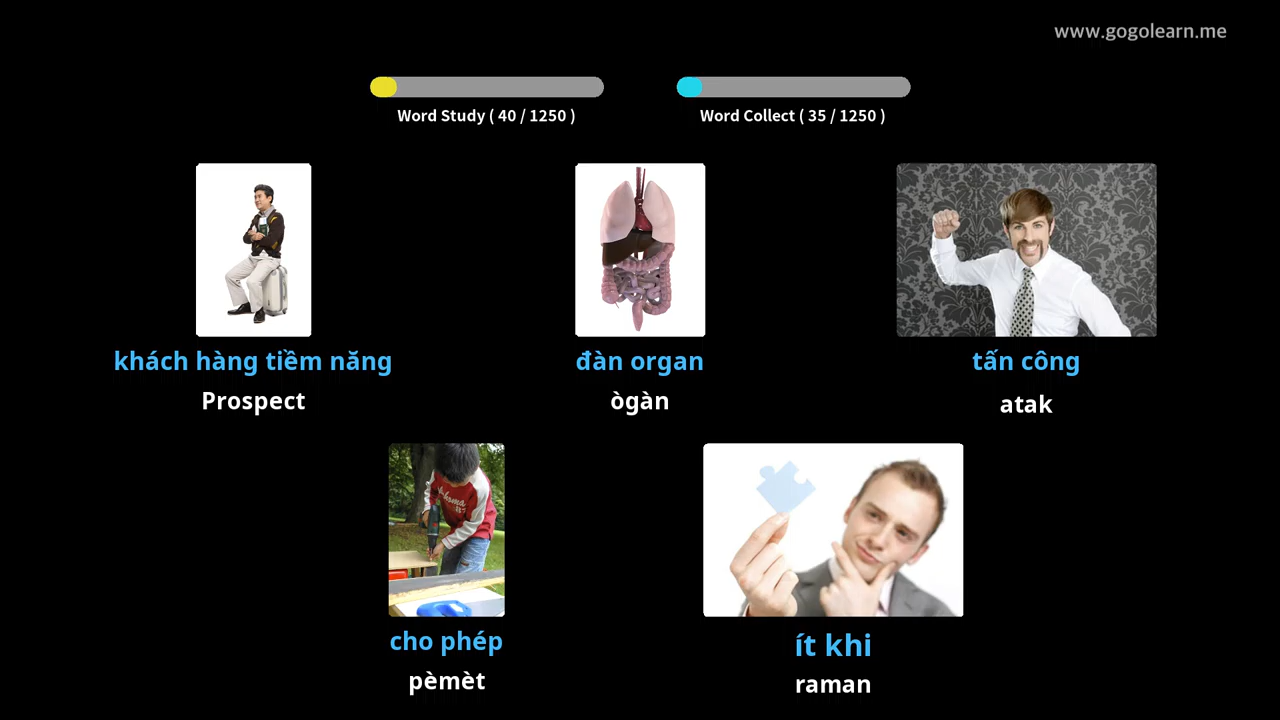 www.gogolearn.me
Word Study ( 40 / 1250 )
Word Collect ( 35 / 1250 )
khách hàng tiềm năng
Prospect
đàn organ
ògàn
tấn công
atak
cho phép
pèmèt
ít khi
raman